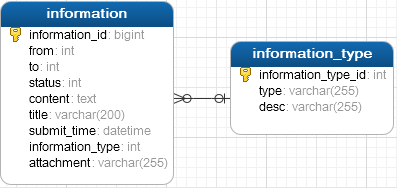 information
information_id: bigint
from: int
to: int
status: int
content: text
title: varchar(200)
submit_time: datetime
information_type: int
attachment: varchar(255)
information_type
information_type_id: int
type: varchar(255)
desc: varchar(255)